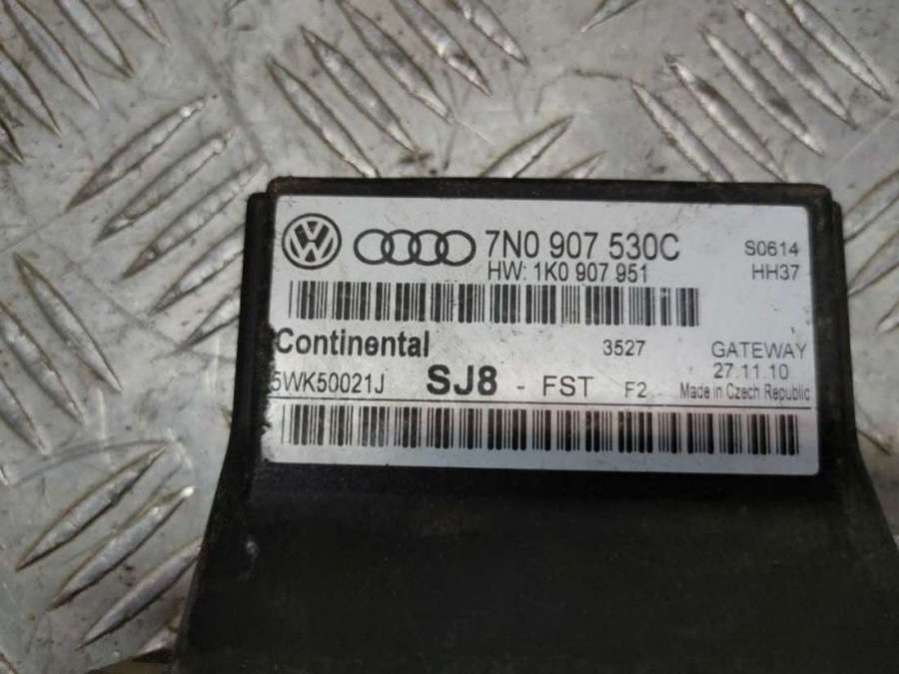 7N0 907 530C S0614
HW: 1K0 907 951 HH37
Continental 3527 GATEWAY
5WK50021J SJ8 - FST F2 27.11.10
Made in Czech Republic